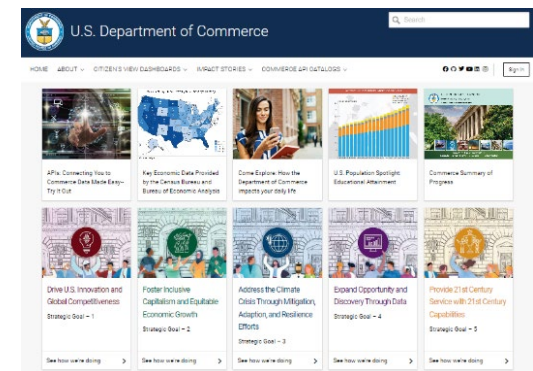 U.S. Department of Commerce
Search
HOME ABOUT CITIZEN'S VIEW DASHBOARDS IMPACT STORIES COMMERCE API CATALOGS Sign In
APIs: Connecting You to
Commerce Data Made Easy-
Try It Out
Key Economic Data Provided
by the Census Bureau and
Bureau of Economic Analysis
Come Explore: How the
Department of Commerce
impacts your daily life
U.S. Population Spotlight:
Educational Attainment
Commerce Summary of
Progress
Drive U.S. Innovation and
Global Competitiveness
Strategic Goal – 1
See how we're doing
Foster Inclusive
Capitalism and Equitable
Economic Growth
Strategic Goal – 2
See how we're doing
Address the Climate
Crisis Through Mitigation,
Adaption, and Resilience
Efforts
Strategic Goal – 3
See how we're doing
Expand Opportunity and
Discovery Through Data
Strategic Goal – 4
See how we're doing
Provide 21st Century
Service with 21st Century
Capabilities
Strategic Goal – 5
See how we're doing